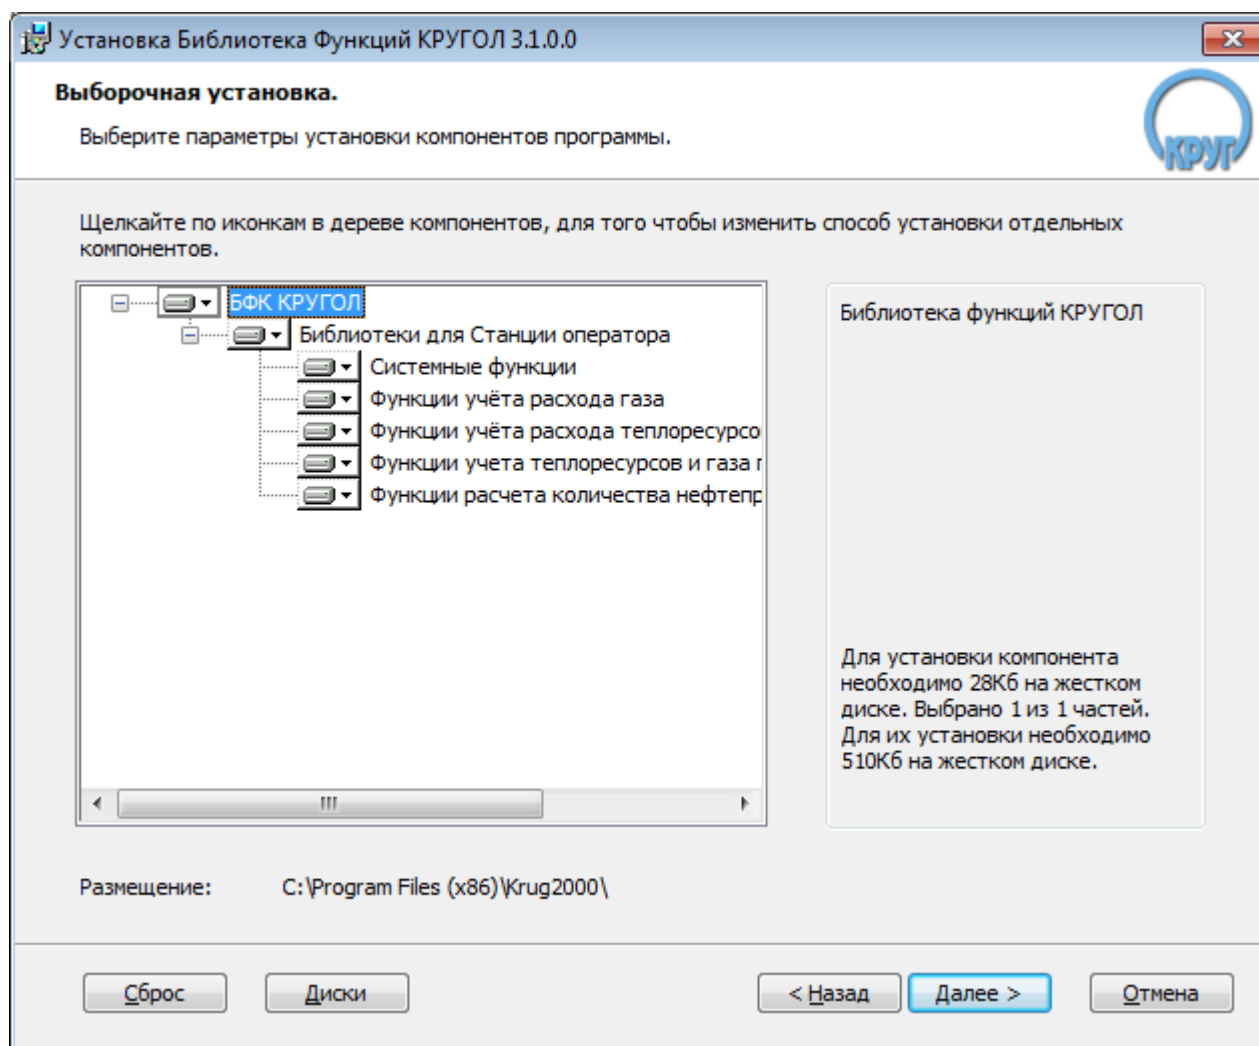 Установка Библиотека Функций КРУГОЛ 3.1.0.0
Выборочная установка.
Выберите параметры установки компонентов программы.
КРУГ
Щелкайте по иконкам в дереве компонентов, для того чтобы изменить способ установки отдельных
компонентов.
БФК КРУГОЛ
Библиотеки для Станции оператора
Системные функции
Функции учёта расхода газа
Функции учёта расхода теплоресурсо
Функции учета теплоресурсов и газа
Функции расчета количества нефтепр
Библиотека функций КРУГОЛ
Для установки компонента
необходимо 28Кб на жестком
диске. Выбрано 1 из 1 частей.
Для их установки необходимо
510Кб на жестком диске.
Размещение: C:\Program Files (x86)\Krug2000\
Сброс Диски < Назад Далее > Отмена